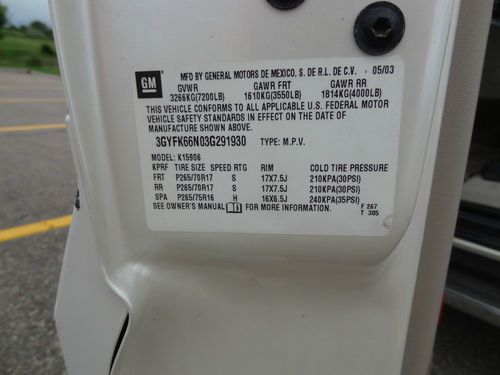 GM
MFD BY GENERAL MOTORS DE MEXICO, S. DE R.L. DE C.V. 05/03
GVWR GAWR FRT GAWR RR
3266KG(7200LB) 1610KG(3550LB) 1814KG(4000LB)
THIS VEHICLE CONFORMS TO ALL APPLICABLE U.S. FEDERAL MOTOR
VEHICLE SAFETY STANDARDS IN EFFECT ON THE DATE OF
MANUFACTURE SHOWN ABOVE.
3GYFK66N03G291930 TYPE: M.P.V.
MODEL: K15906
KPRF TIRE SIZE SPEED RTG RIM COLD TIRE PRESSURE
FRT P265/70R17 S 17X7.5J 210KPA(30PSI)
RR P265/70R17 S 17X7.5J 210KPA(30PSI)
SPA P265/75R16 H 16X6.5J 240KPA(35PSI)
SEE OWNER'S MANUAL FOR MORE INFORMATION. F 267
T 305